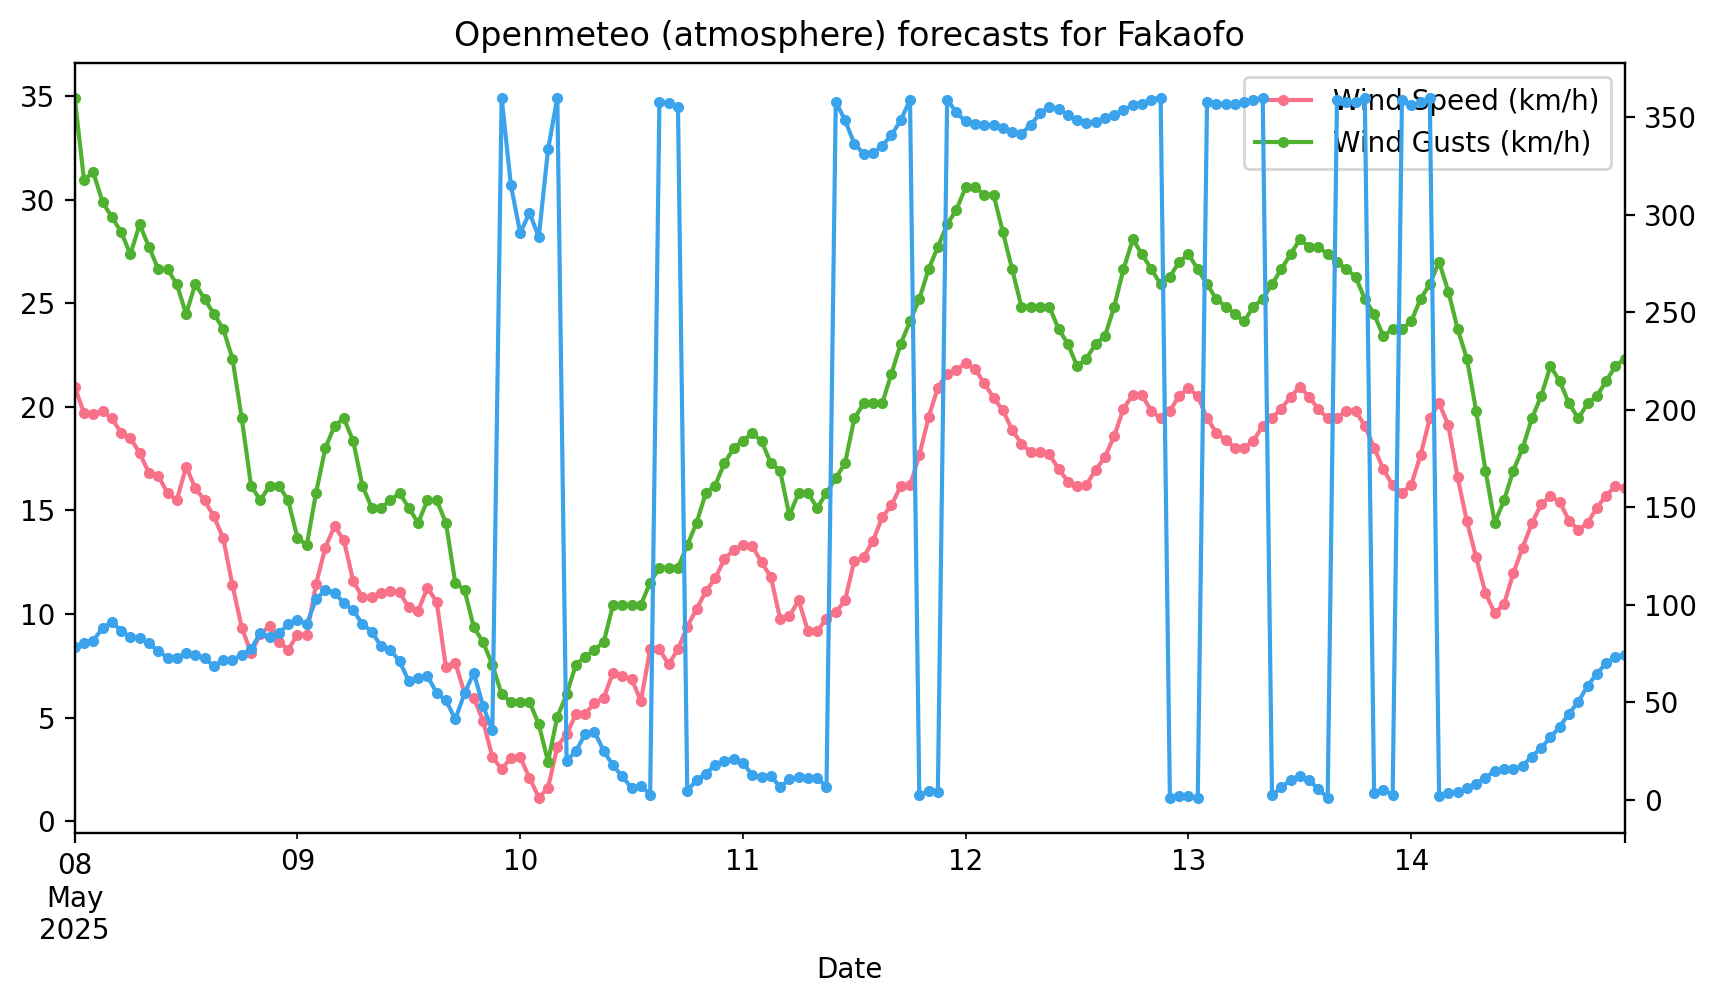 Openmeteo (atmosphere) forecasts for Fakaofo
Wind Speed (km/h)
Wind Gusts (km/h)
35
30
25
20
15
10
5
0
350
300
250
200
150
100
50
0
08 09 10 11 12 13 14
May
2025
Date